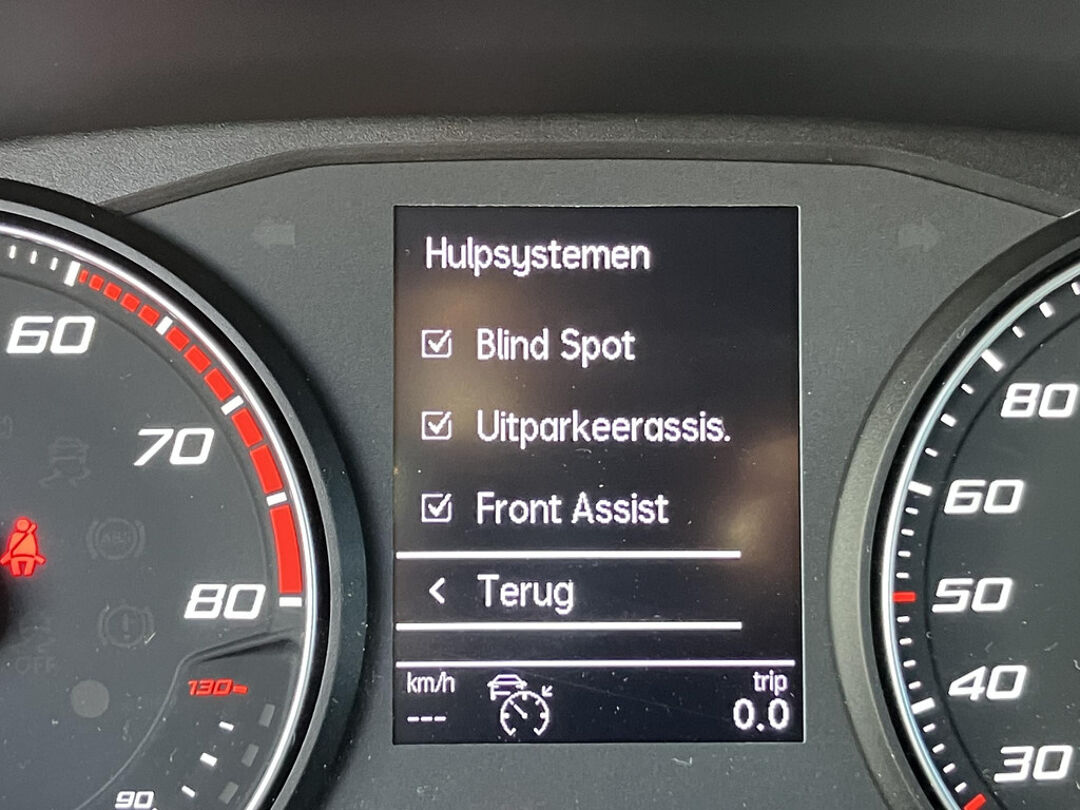 Hulpsystemen
Blind Spot
Uitparkeerassis.
Front Assist
Terug
km/h
trip
---
0.0
60
70
80
130
90
80
60
50
40
30
ABS
OFF